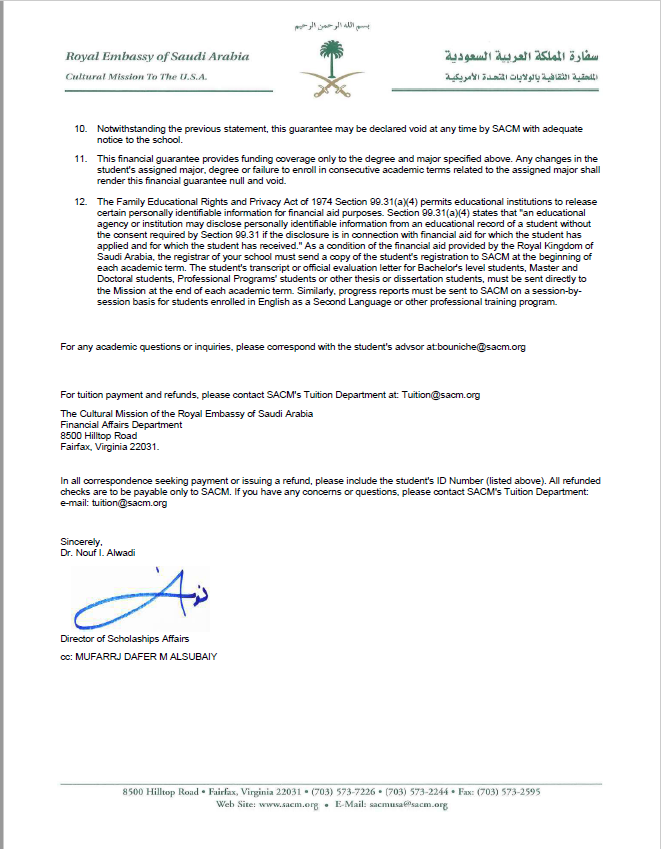 بسم الله الرحمن الرحيم
Royal Embassy of Saudi Arabia
سفارة المملكة العربية السعودية
Cultural Mission To The U.S.A.
الملحقية الثقافية بالولايات المتحدة الأمريكية
10. Notwithstanding the previous statement, this guarantee may be declared void at any time by SACM with adequate
notice to the school.
11. This financial guarantee provides funding coverage only to the degree and major specified above. Any changes in the
student's assigned major, degree or failure to enroll in consecutive academic terms related to the assigned major shall
render this financial guarantee null and void.
12. The Family Educational Rights and Privacy Act of 1974 Section 99.31(a)(4) permits educational institutions to release
certain personally identifiable information for financial aid purposes. Section 99.31(a)(4) states that "an educational
agency or institution may disclose personally identifiable information from an educational record of a student without
the consent required by Section 99.31 if the disclosure is in connection with financial aid for which the student has
applied and for which the student has received." As a condition of the financial aid provided by the Royal Kingdom of
Saudi Arabia, the registrar of your school must send a copy of the student's registration to SACM at the beginning of
each academic term. The student's transcript or official evaluation letter for Bachelor's level students, Master and
Doctoral students, Professional Programs' students or other thesis or dissertation students, must be sent directly to
the Mission at the end of each academic term. Similarly, progress reports must be sent to SACM on a session-by-
session basis for students enrolled in English as a Second Language or other professional training program.
For any academic questions or inquiries, please correspond with the student's advsor at:bouniche@sacm.org
For tuition payment and refunds, please contact SACM's Tuition Department at: Tuition@sacm.org
The Cultural Mission of the Royal Embassy of Saudi Arabia
Financial Affairs Department
8500 Hilltop Road
Fairfax, Virginia 22031.
In all correspondence seeking payment or issuing a refund, please include the student's ID Number (listed above). All refunded
checks are to be payable only to SACM. If you have any concerns or questions, please contact SACM's Tuition Department:
e-mail: tuition@sacm.org
Sincerely,
Dr. Nouf I. Alwadi
Director of Scholaships Affairs
cc: MUFARRJ DAFER M ALSUBAIY
8500 Hilltop Road • Fairfax, Virginia 22031 • (703) 573-7226 • (703) 573-2244 • Fax: (703) 573-2595
Web Site: www.sacm.org • E-Mail: sacmusa@sacm.org